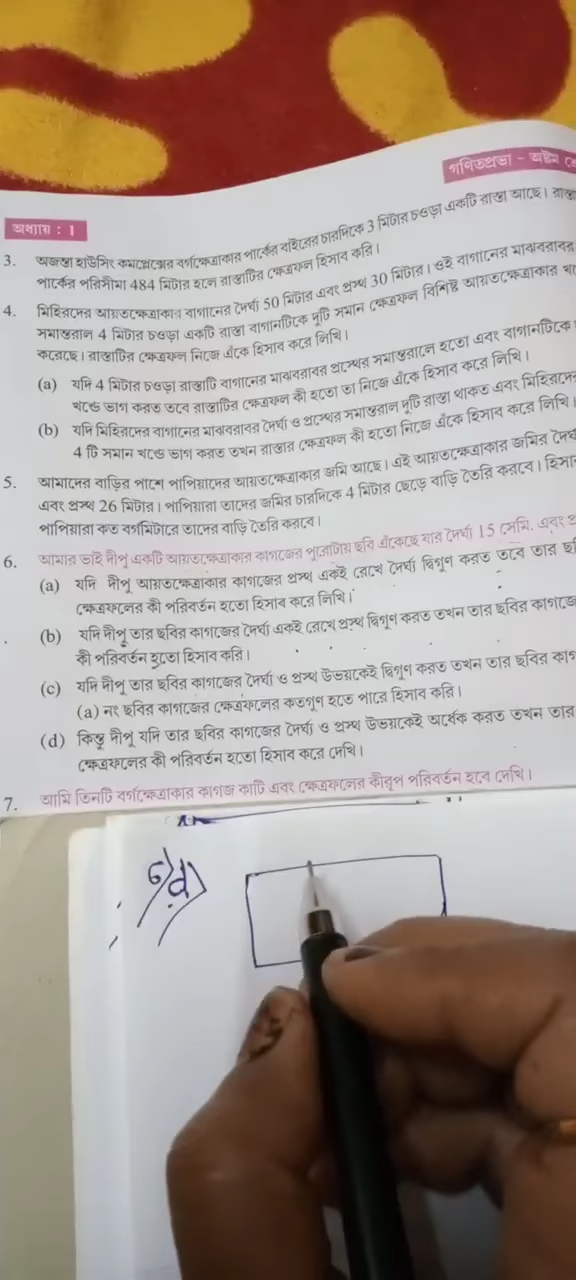 গণিতপ্রভা – অষ্টম
অধ্যায় : 1
3. অজন্তা হাউসিং কমপ্লেক্সের বর্গক্ষেত্রাকার পার্কের বাইরের চারদিকে 3 মিটার চওড়া একটি রাস্তা আছে। রাস্তা
পার্কের পরিসীমা 484 মিটার হলে রাস্তাটির ক্ষেত্রফল হিসাব করি।
4. মিহিরদের আয়তক্ষেত্রাকার বাগানের দৈর্ঘ্য 50 মিটার এবং প্রস্থ 30 মিটার। ওই বাগানের মাঝবরাবর
সমান্তরাল 4 মিটার চওড়া একটি রাস্তা বাগানটিকে দুটি সমান ক্ষেত্রফল বিশিষ্ট আয়তক্ষেত্রাকার
করেছে। রাস্তাটির ক্ষেত্রফল নিজে এঁকে হিসাব করে লিখি।
(a) যদি 4 মিটার চওড়া রাস্তাটি বাগানের মাঝবরাবর প্রস্থের সমান্তরালে হতো এবং বাগানটিকে
খণ্ডে ভাগ করত তবে রাস্তাটির ক্ষেত্রফল কী হতো তা নিজে এঁকে হিসাব করে লিখি।
(b) যদি মিহিরদের বাগানের মাঝবরাবর দৈর্ঘ্য ও প্রস্থের সমান্তরাল দুটি রাস্তা থাকত এবং মিহিরদের
4 টি সমান খণ্ডে ভাগ করত তখন রাস্তার ক্ষেত্রফল কী হতো নিজে এঁকে হিসাব করে লিখি।
5. আমাদের বাড়ির পাশে পাপিয়াদের আয়তক্ষেত্রাকার জমি আছে। এই আয়তক্ষেত্রাকার জমির
এবং প্রস্থ 26 মিটার। পাপিয়ারা তাদের জমির চারদিকে 4 মিটার ছেড়ে বাড়ি তৈরি করবে।
পাপিয়ারা কত বর্গমিটারে তাদের বাড়ি তৈরি করবে।
6. আমার ভাই দীপু একটি আয়তক্ষেত্রাকার কাগজের পুরোটায় ছবি এঁকেছে যার দৈর্ঘ্য 15 সেমি. এবং
(a) যদি দীপু আয়তক্ষেত্রাকার কাগজের প্রস্থ একই রেখে দৈর্ঘ্য দ্বিগুণ করত তবে তার
ক্ষেত্রফলের কী পরিবর্তন হতো হিসাব করে লিখি।
(b) যদি দীপু তার ছবির কাগজের দৈর্ঘ্য একই রেখে প্রস্থ দ্বিগুণ করত তখন তার ছবির কাগজে
কী পরিবর্তন হতো হিসাব করি।
(c) যদি দীপু তার ছবির কাগজের দৈর্ঘ্য ও প্রস্থ উভয়কেই দ্বিগুণ করত তখন তার ছবির
(a) নং ছবির কাগজের ক্ষেত্রফলের কতগুণ হতে পারে হিসাব করি।
(d) কিন্তু দীপু যদি তার ছবির কাগজের দৈর্ঘ্য ও প্রস্থ উভয়কেই অর্ধেক করত তখন তার
ক্ষেত্রফলের কী পরিবর্তন হতো হিসাব করে দেখি।
7. আমি তিনটি বর্গক্ষেত্রাকার কাগজ কাটি এবং ক্ষেত্রফলের কীরূপ পরিবর্তন হবে দেখি।
6) d)